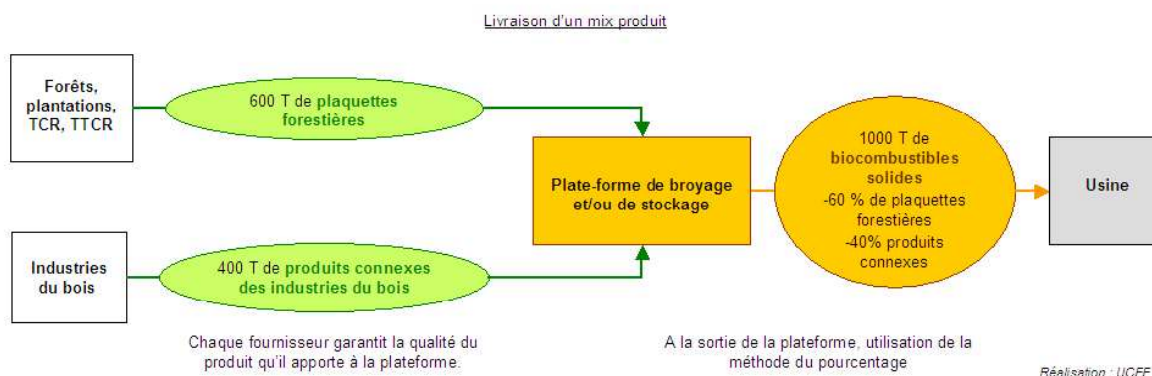 Livraison d'un mix produit
Forêts,
plantations,
TCR, TTCR
600 T de plaquettes
forestières
Industries
du bois
400 T de produits connexes
des industries du bois
Plate-forme de broyage
et/ou de stockage
1000 T de
biocombustibles
solides
-60 % de plaquettes
forestières
-40% produits
connexes
Usine
Chaque fournisseur garantit la qualité du
produit qu'il apporte à la plateforme.
A la sortie de la plateforme, utilisation de la
méthode du pourcentage
Réalisation : UCFF